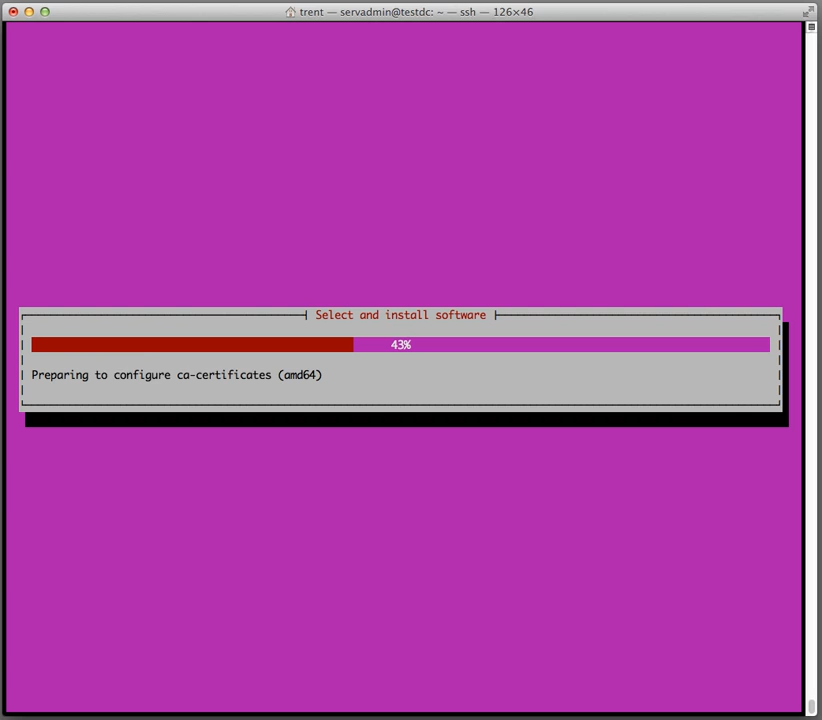 trent — servadmin@testdc: ~ — ssh — 126×46
Select and install software
43%
Preparing to configure ca-certificates (amd64)